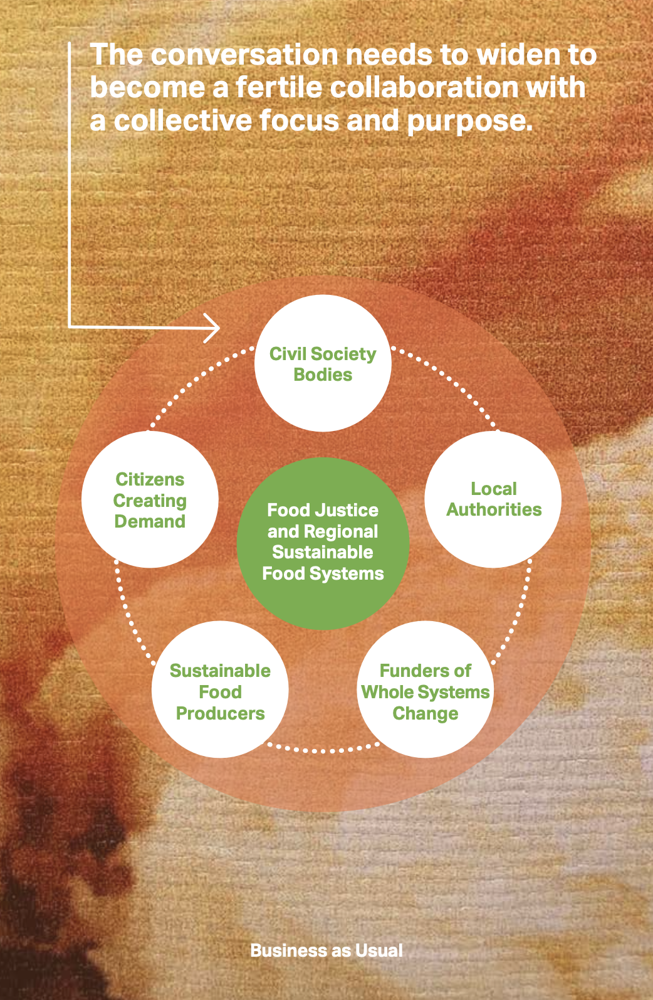 The conversation needs to widen to
become a fertile collaboration with
a collective focus and purpose.
Civil Society
Bodies
Citizens
Creating
Demand
Local
Authorities
Food Justice
and Regional
Sustainable
Food Systems
Sustainable
Food
Producers
Funders of
Whole Systems
Change
Business as Usual